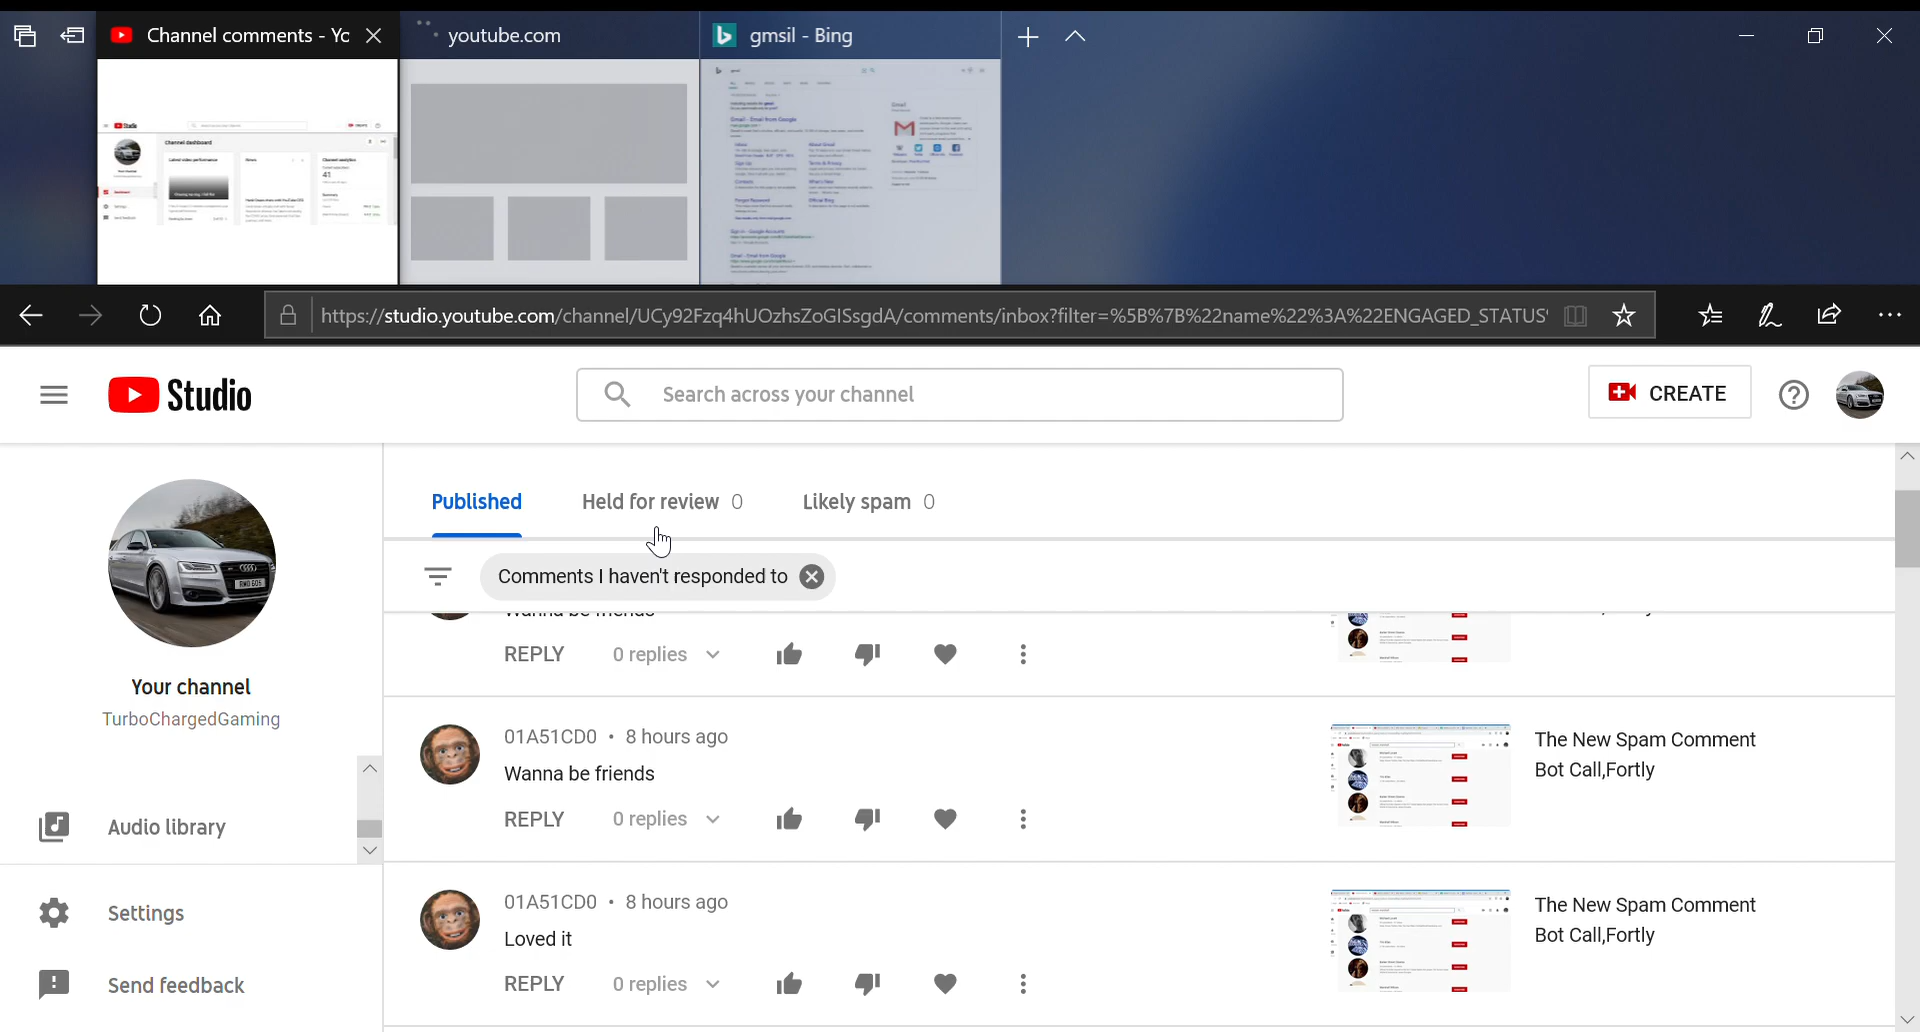 Channel comments - Yc
youtube.com
gmsil - Bing
https://studio.youtube.com/channel/UCy92Fzq4hUOzhsZoGISsgdA/comments/inbox?filter=%5B%7B%22name%22%3A%22ENGAGED_STATUS
Studio
Search across your channel
CREATE
Your channel
TurboChargedGaming
Audio library
Settings
Send feedback
Published
Held for review 0
Likely spam 0
Comments I haven't responded to
Wanna be friends
REPLY 0 replies
01A51CD0 • 8 hours ago
Wanna be friends
REPLY 0 replies
The New Spam Comment
Bot Call,Fortly
01A51CD0 • 8 hours ago
Loved it
REPLY 0 replies
The New Spam Comment
Bot Call,Fortly